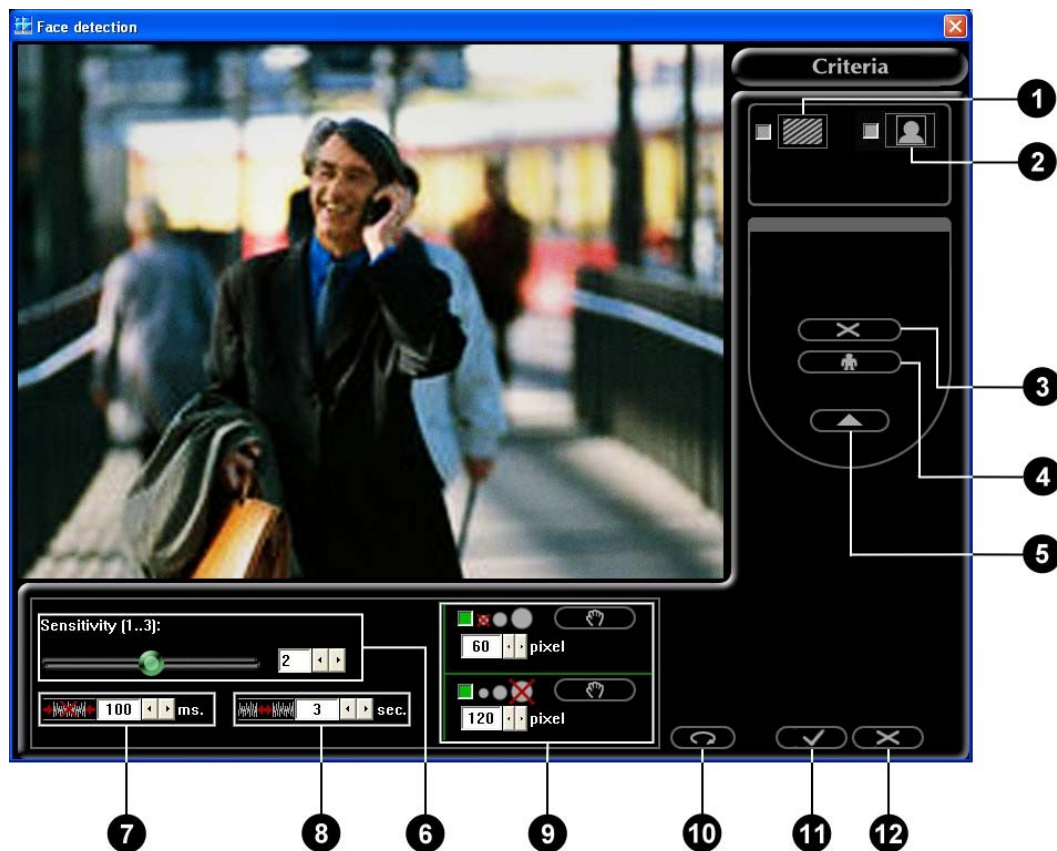 Face detection
Criteria
1
2
3
4
5
Sensitivity (1..3):
2
60 pixel
100 ms.
3 sec.
120 pixel
7
8
6
9
10
11
12